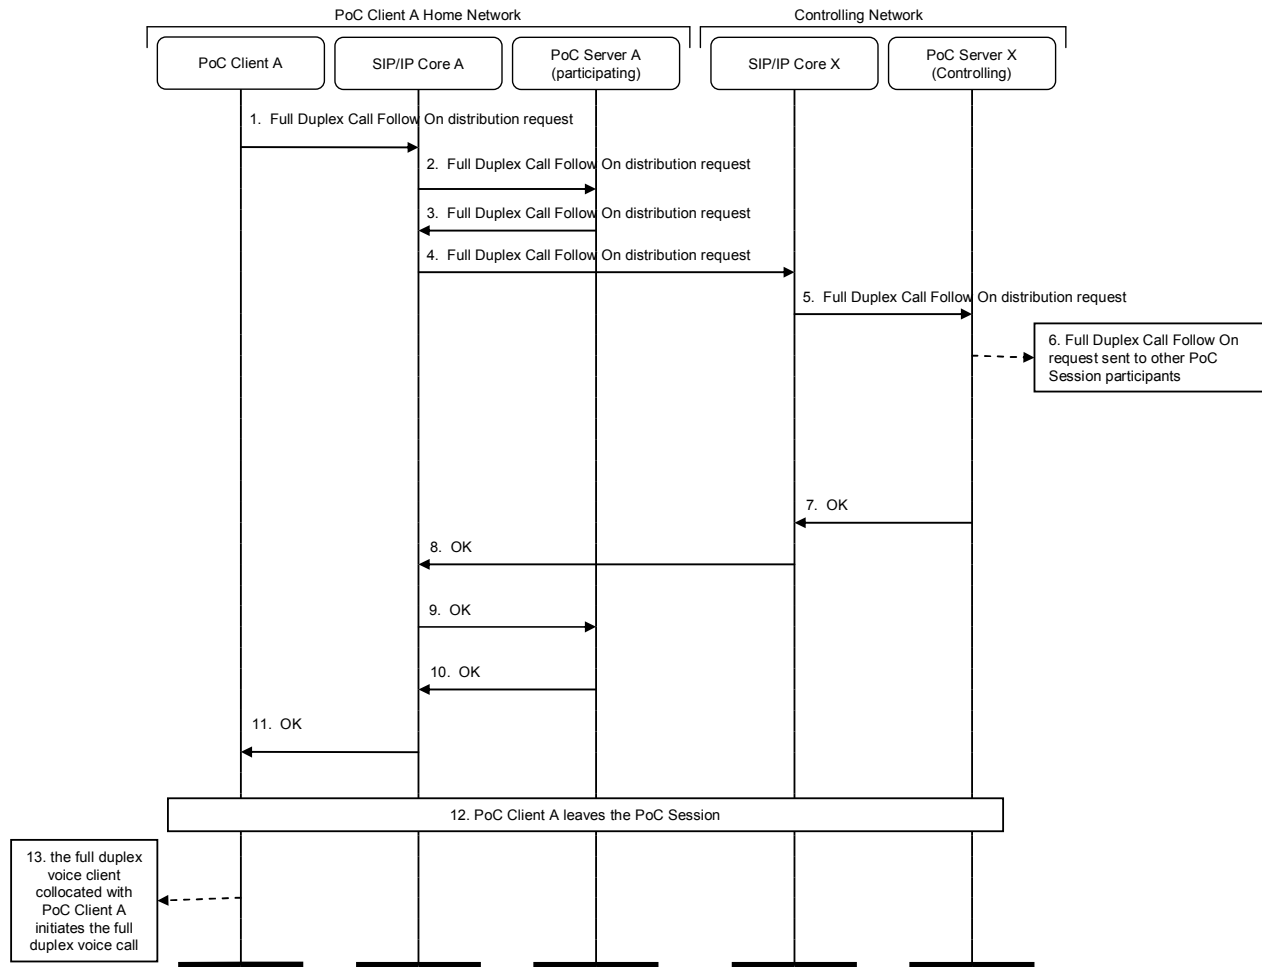 PoC Client A Home Network
Controlling Network
PoC Client A
SIP/IP Core A
PoC Server A
(participating)
SIP/IP Core X
PoC Server X
(Controlling)
1. Full Duplex Call Follow On distribution request
2. Full Duplex Call Follow On distribution request
3. Full Duplex Call Follow On distribution request
4. Full Duplex Call Follow On distribution request
5. Full Duplex Call Follow On distribution request
6. Full Duplex Call Follow On
request sent to other PoC
Session participants
7. OK
8. OK
9. OK
10. OK
11. OK
12. PoC Client A leaves the PoC Session
13. the full duplex
voice client
collocated with
PoC Client A
initiates the full
duplex voice call